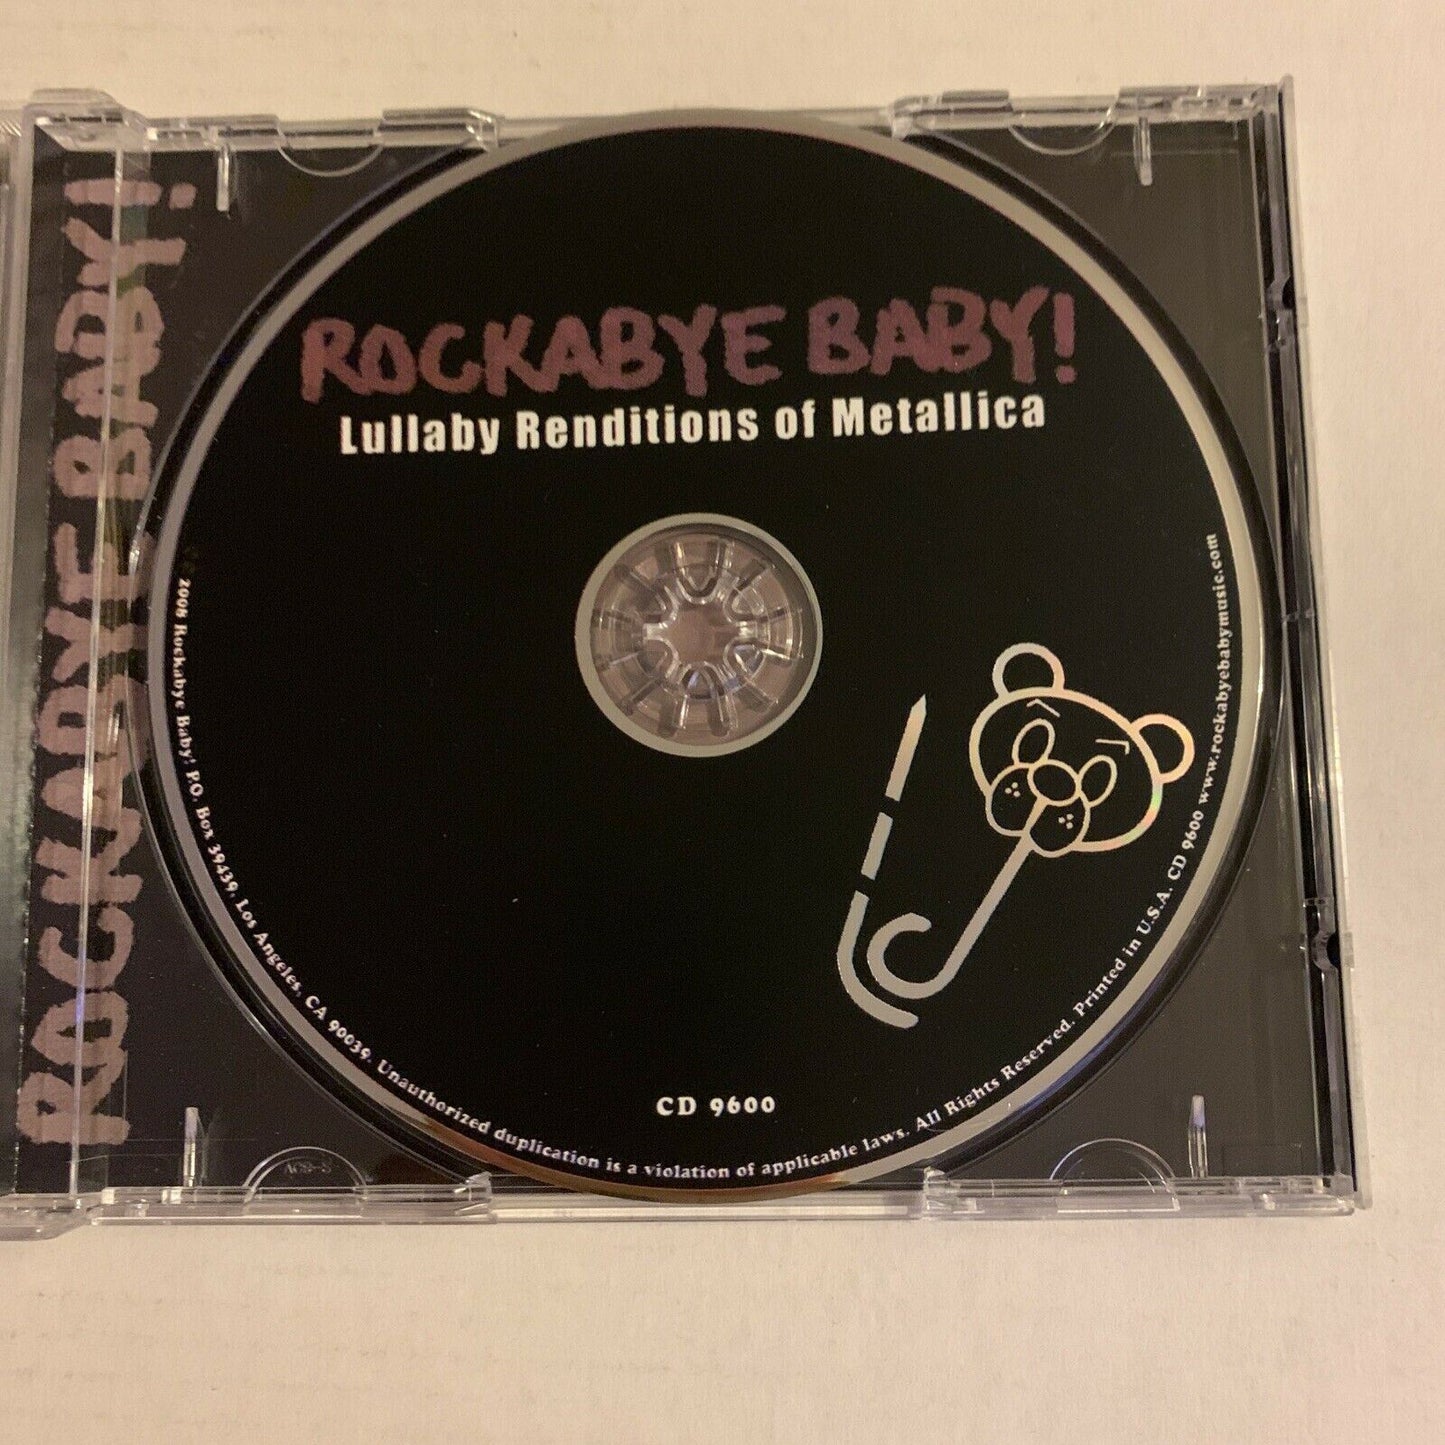 ROCKABYE BABY!
ROCKABYE BABY!
Lullaby Renditions of Metallica
2006 Rockabye Baby! P.O. Box 39439, Los Angeles, CA 90039. Unauthorized duplication is a violation of applicable laws. All Rights Reserved. Printed in U.S.A. CD 9600 www.rockabyebabymusic.com
CD 9600